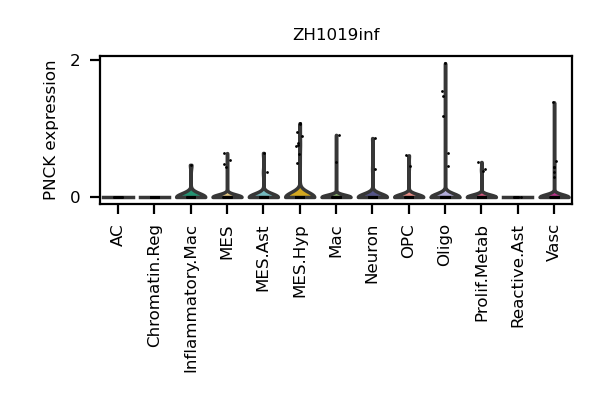 ZH1019inf
PNCK expression
2
0
AC
Chromatin.Reg
Inflammatory.Mac
MES
MES.Ast
MES.Hyp
Mac
Neuron
OPC
Oligo
Prolif.Metab
Reactive.Ast
Vasc